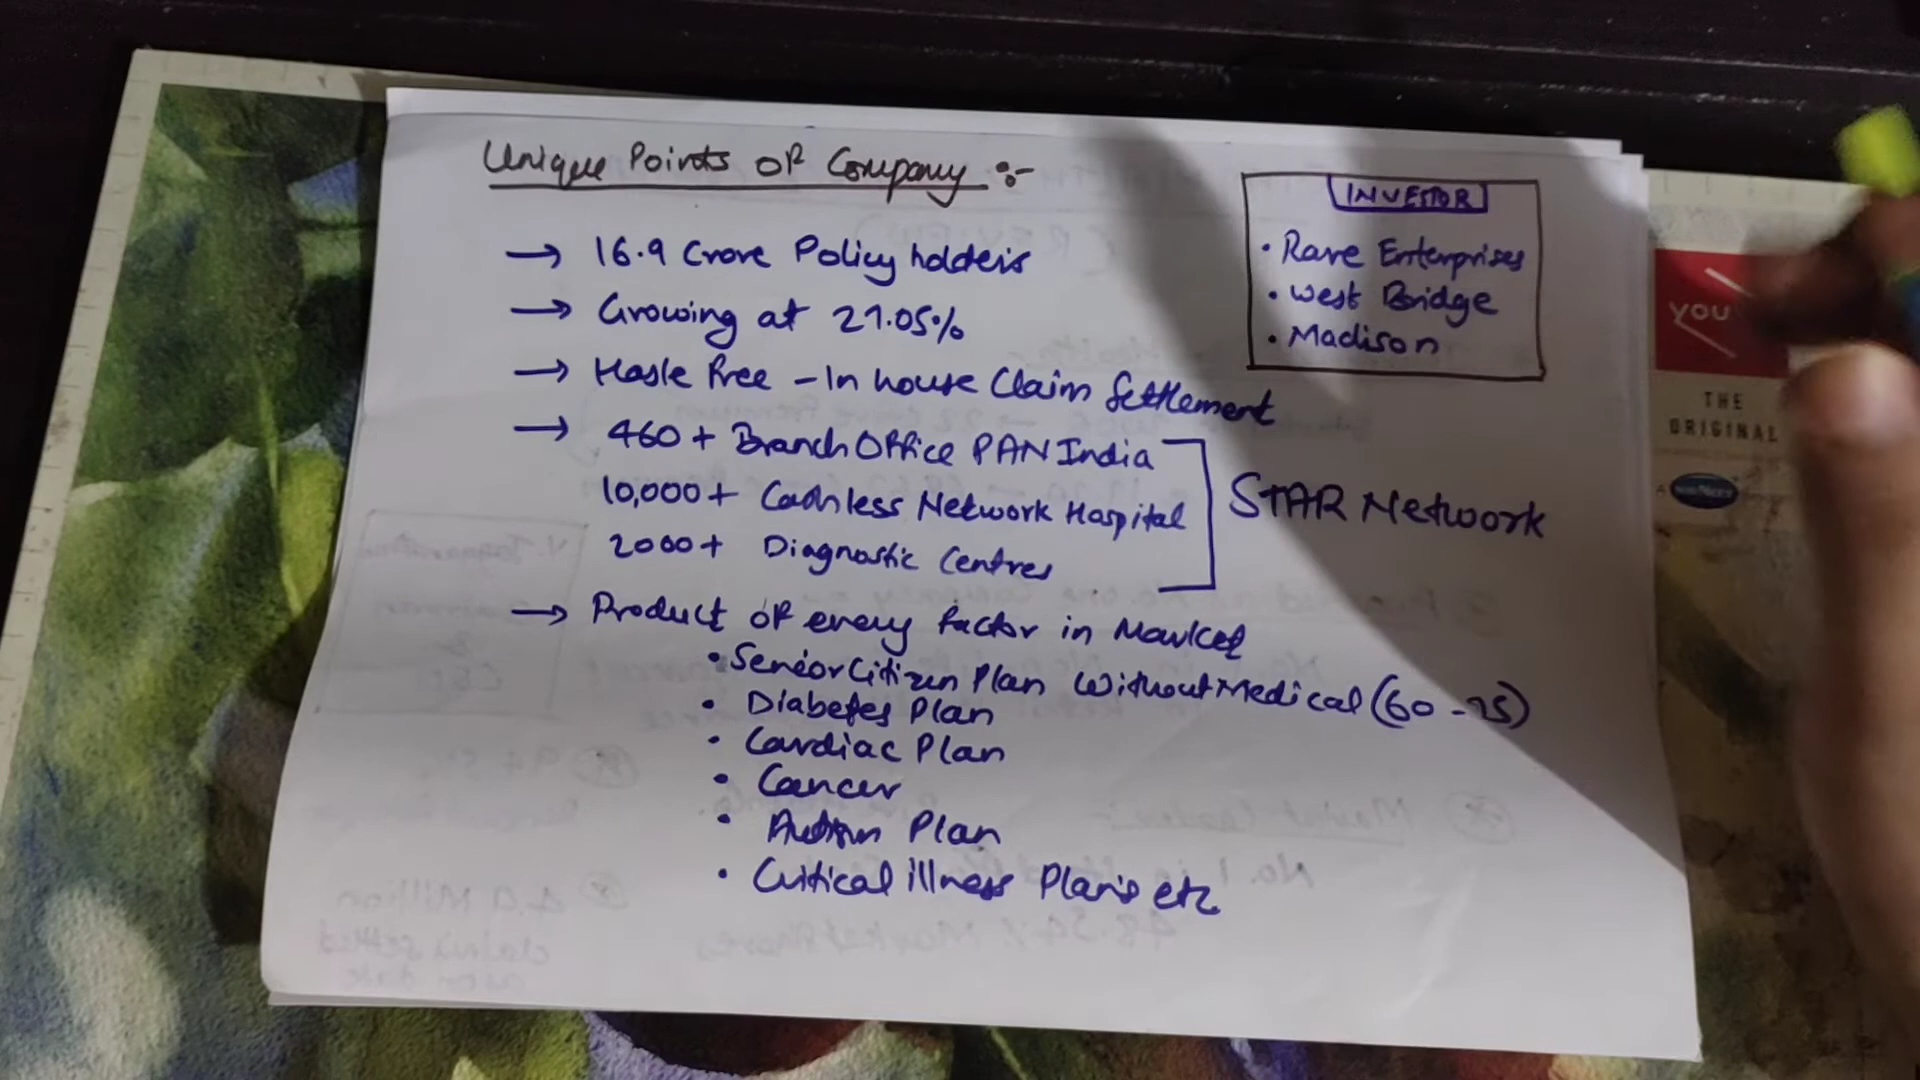 Unique Points of Company :-
→ 16.9 Crore Policy holders
→ Growing at 27.05%
→ Hasle free - In house Claim Settlement
→ 460+ Branch Office PAN India
10,000+ Cashless Network Hospital
2000+ Diagnostic Centres
STAR Network
→ Product of every factor in Market
• Senior Citizen Plan Without Medical (60-75)
• Diabetes Plan
• Cardiac Plan
• Cancer
• Autism Plan
• Critical illness Plan's etc
INVESTOR
• Rare Enterprises
• West Bridge
• Madison
YOU
THE
ORIGINAL